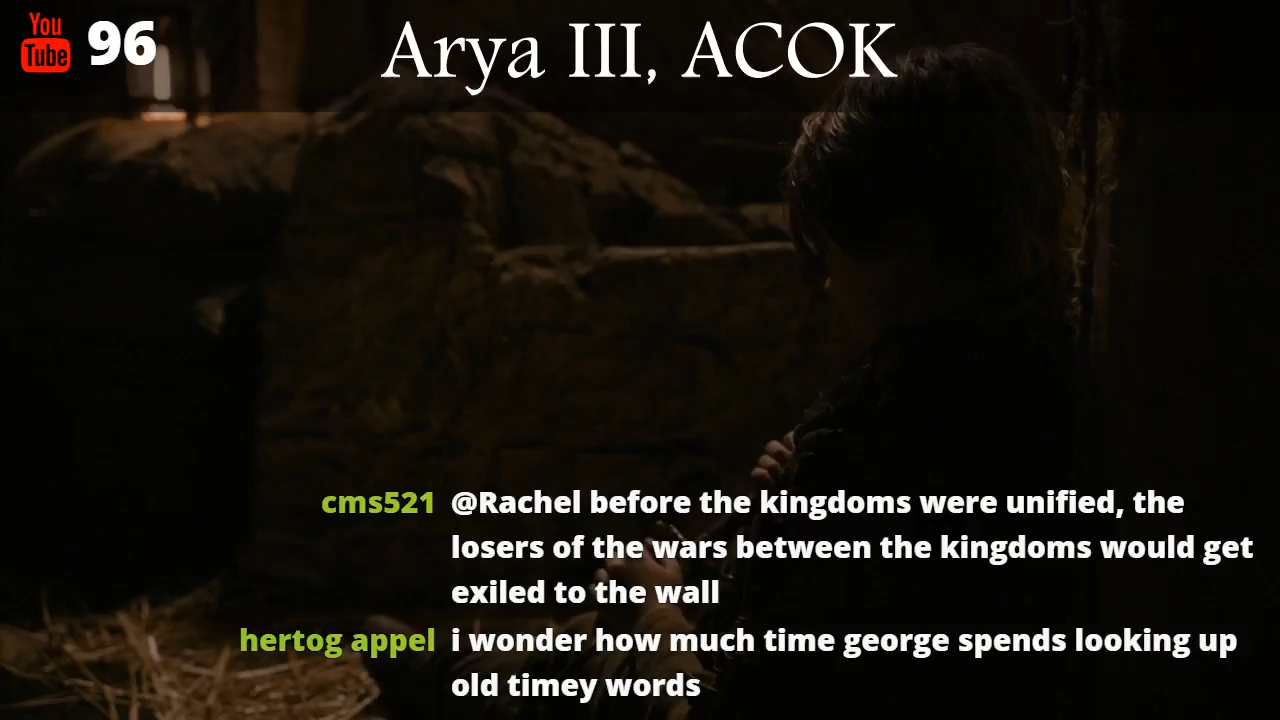 You
Tube
96
Arya III, ACOK
cms521 @Rachel before the kingdoms were unified, the
losers of the wars between the kingdoms would get
exiled to the wall
hertog appel i wonder how much time george spends looking up
old timey words